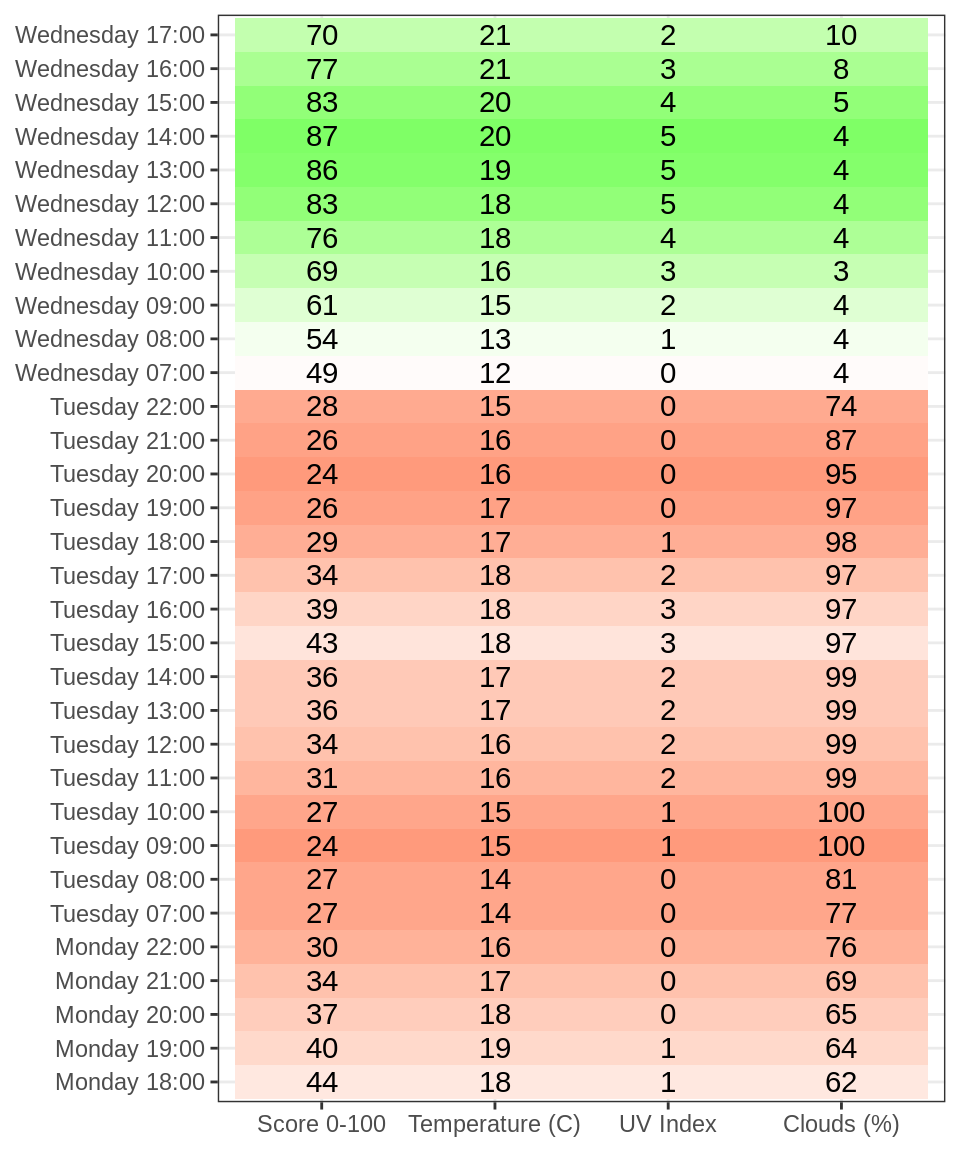 Wednesday 17:00 70 21 2 10
Wednesday 16:00 77 21 3 8
Wednesday 15:00 83 20 4 5
Wednesday 14:00 87 20 5 4
Wednesday 13:00 86 19 5 4
Wednesday 12:00 83 18 5 4
Wednesday 11:00 76 18 4 4
Wednesday 10:00 69 16 3 3
Wednesday 09:00 61 15 2 4
Wednesday 08:00 54 13 1 4
Wednesday 07:00 49 12 0 4
Tuesday 22:00 28 15 0 74
Tuesday 21:00 26 16 0 87
Tuesday 20:00 24 16 0 95
Tuesday 19:00 26 17 0 97
Tuesday 18:00 29 17 1 98
Tuesday 17:00 34 18 2 97
Tuesday 16:00 39 18 3 97
Tuesday 15:00 43 18 3 97
Tuesday 14:00 36 17 2 99
Tuesday 13:00 36 17 2 99
Tuesday 12:00 34 16 2 99
Tuesday 11:00 31 16 2 99
Tuesday 10:00 27 15 1 100
Tuesday 09:00 24 15 1 100
Tuesday 08:00 27 14 0 81
Tuesday 07:00 27 14 0 77
Monday 22:00 30 16 0 76
Monday 21:00 34 17 0 69
Monday 20:00 37 18 0 65
Monday 19:00 40 19 1 64
Monday 18:00 44 18 1 62
Score 0-100 Temperature (C) UV Index Clouds (%)